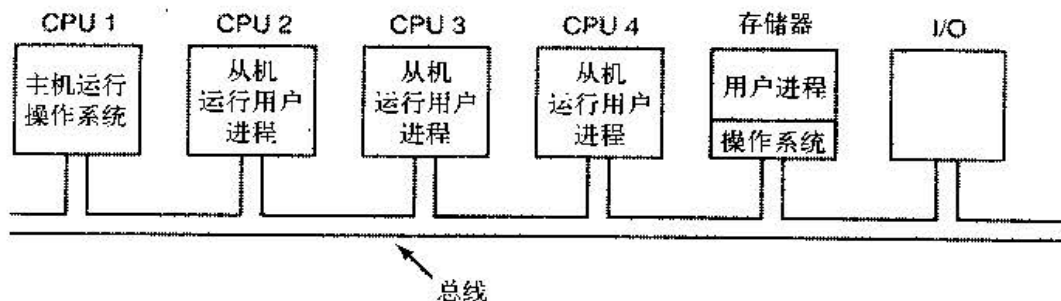 CPU 1
CPU 2
CPU 3
CPU 4
存储器
I/O
主机运行
操作系统
从机
运行用户
进程
从机
运行用户
进程
从机
运行用户
进程
用户进程
操作系统
总线